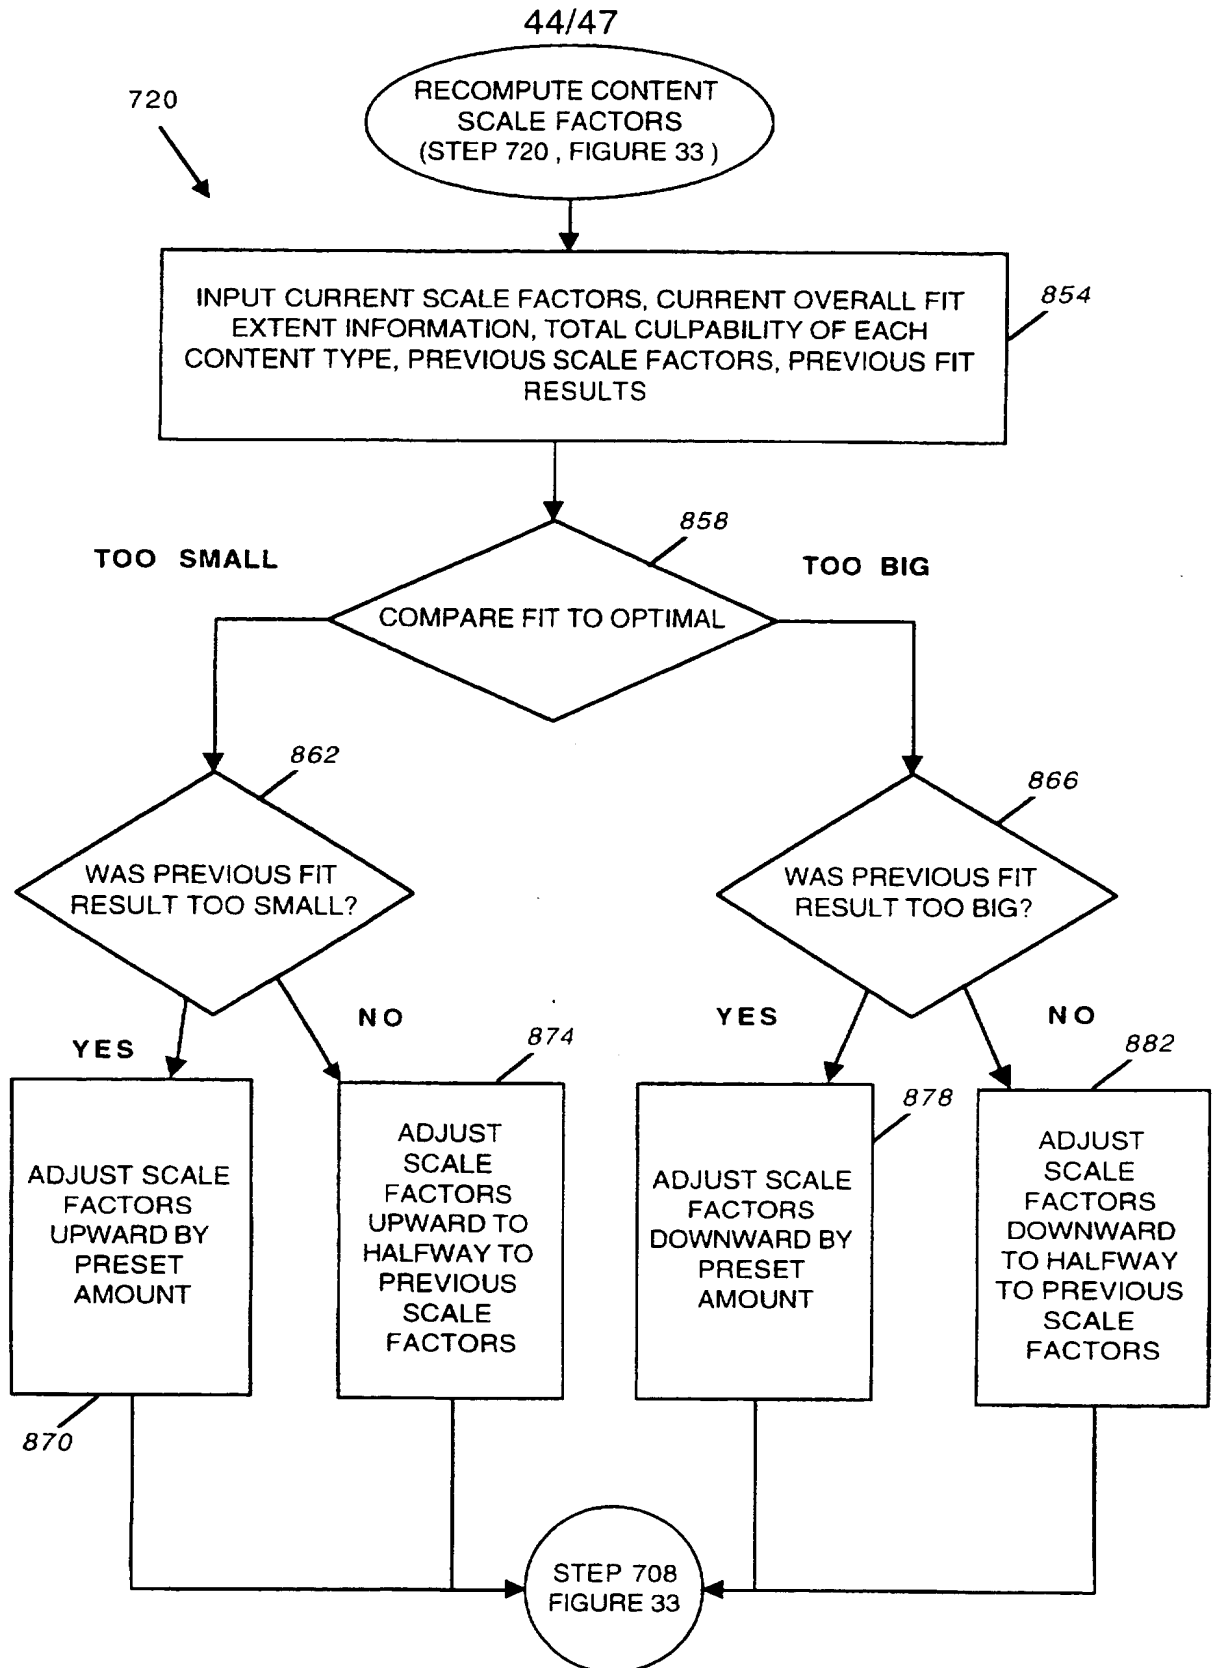 44/47
720
RECOMPUTE CONTENT
SCALE FACTORS
(STEP 720 , FIGURE 33 )
INPUT CURRENT SCALE FACTORS, CURRENT OVERALL FIT
EXTENT INFORMATION, TOTAL CULPABILITY OF EACH
CONTENT TYPE, PREVIOUS SCALE FACTORS, PREVIOUS FIT
RESULTS
854
858
TOO SMALL
TOO BIG
COMPARE FIT TO OPTIMAL
862
WAS PREVIOUS FIT
RESULT TOO SMALL?
866
WAS PREVIOUS FIT
RESULT TOO BIG?
YES
NO
YES
NO
874
882
878
ADJUST SCALE
FACTORS
UPWARD BY
PRESET
AMOUNT
ADJUST
SCALE
FACTORS
UPWARD TO
HALFWAY TO
PREVIOUS
SCALE
FACTORS
ADJUST SCALE
FACTORS
DOWNWARD BY
PRESET
AMOUNT
ADJUST
SCALE
FACTORS
DOWNWARD
TO HALFWAY
TO PREVIOUS
SCALE
FACTORS
870
STEP 708
FIGURE 33